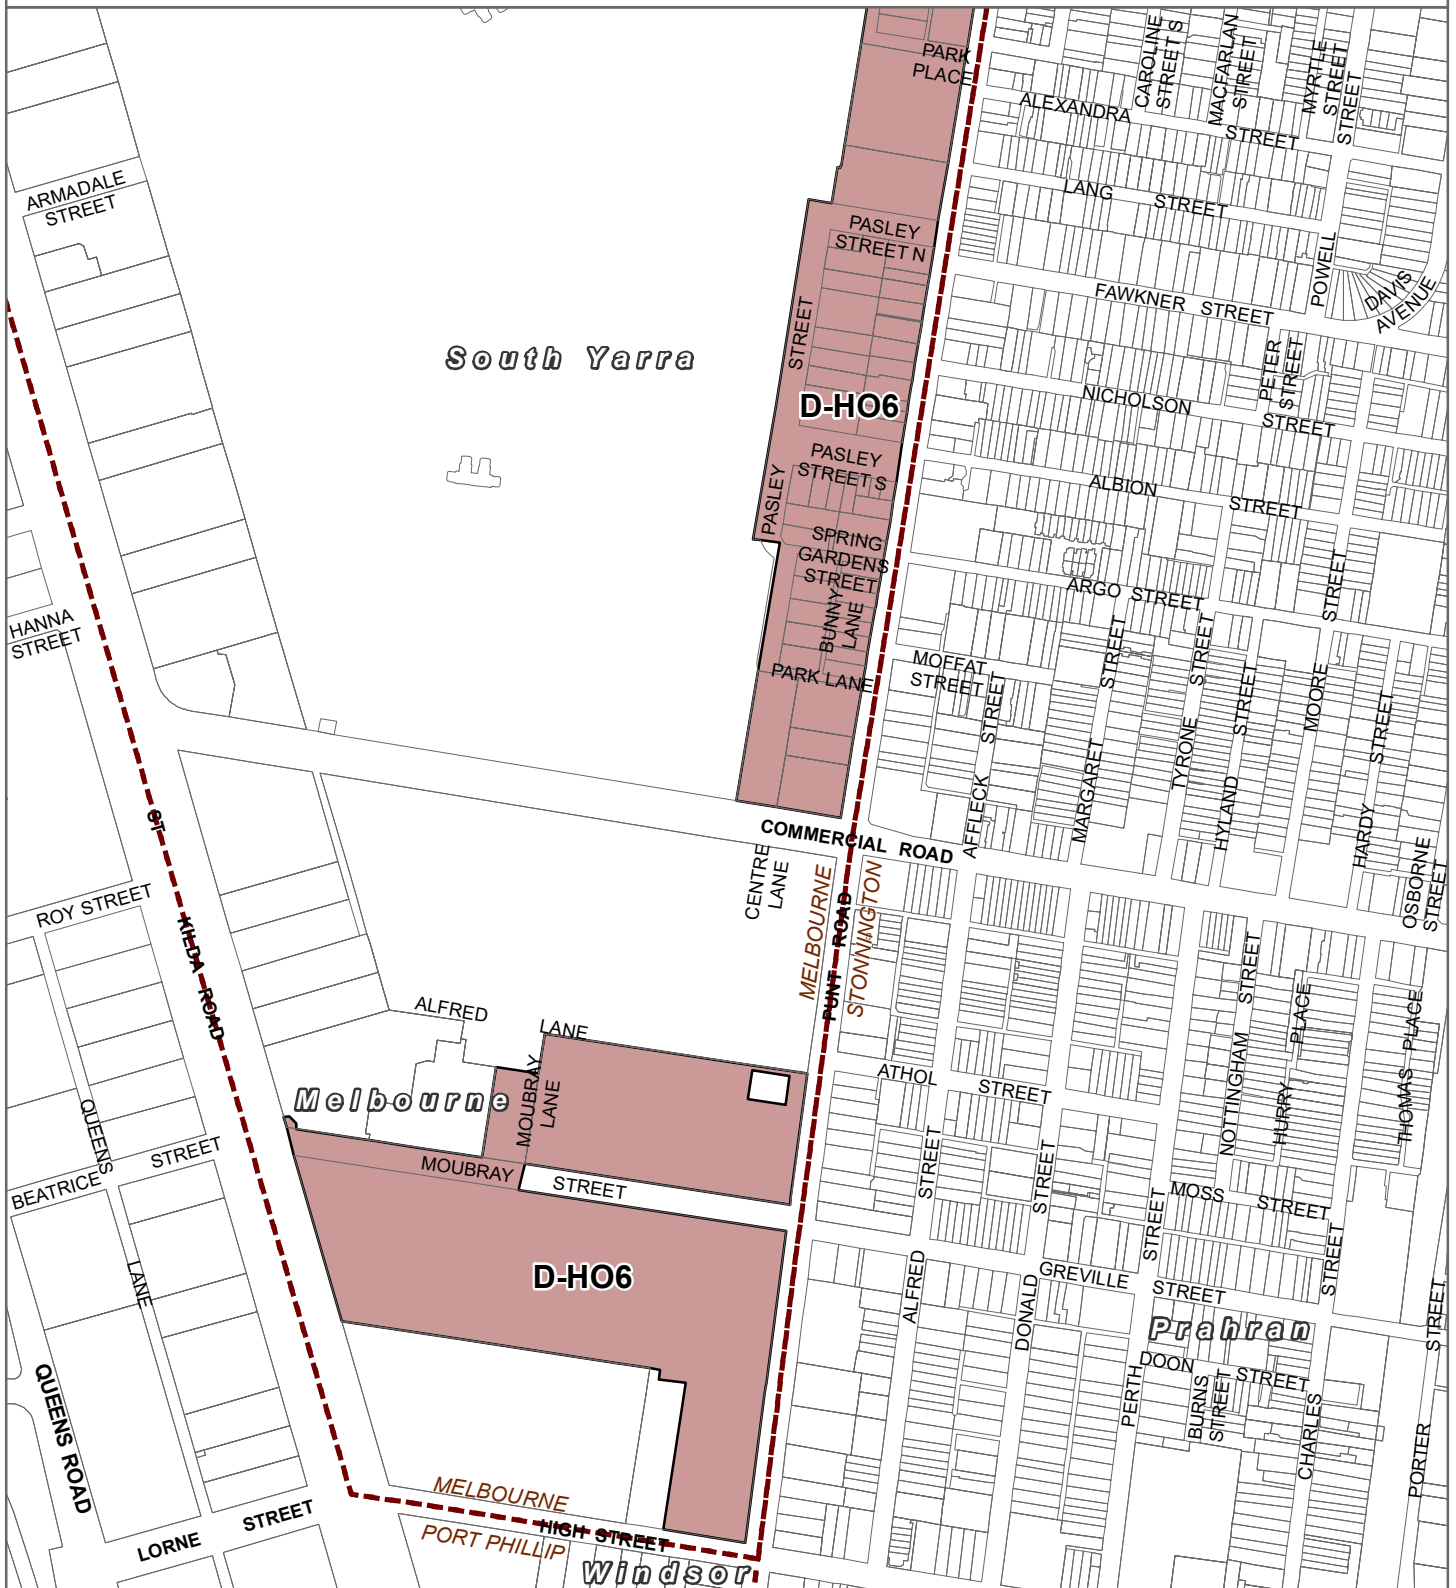 PARK
PLACE
CAROLINE
STREET S
MACFARLAN
STREET
MYRTLE
STREET
STREET
ALEXANDRA
STREET
LANG
STREET
ARMADALE
STREET
PASLEY
STREET N
POWELL
DAVIS
AVENUE
FAWKNER STREET
STREET
South Yarra
PETER
STREET
D-HO6
NICHOLSON
STREET
PASLEY
STREET S
PASLEY
ALBION
STREET
SPRING
GARDENS
STREET
BUNNY
LANE
ARGO STREET
STREET
HANNA
STREET
PARK LANE
MOFFAT
STREET
STREET
STREET
STREET
STREET
MOORE
STREET
AFFLECK
MARGARET
TYRONE
HYLAND
HARDY
OSBORNE
STREET
ST
KILDA ROAD
COMMERCIAL ROAD
CENTRE
LANE
MELBOURNE
PUNT ROAD
STONNINGTON
ROY STREET
NOTTINGHAM STREET
HURRY PLACE
THOMAS PLACE
ALFRED
LANE
MOUBRAY
LANE
ATHOL
STREET
Melbourne
QUEENS
LANE
BEATRICE
STREET
MOUBRAY
STREET
STREET
STREET
STREET
MOSS STREET
STREET
D-HO6
ALFRED
DONALD
GREVILLE
STREET
Prahran
STREET
DOON
STREET
PERTH
BURNS
STREET
CHARLES
PORTER
QUEENS ROAD
MELBOURNE
HIGH STREET
PORT PHILLIP
LORNE STREET
Windsor